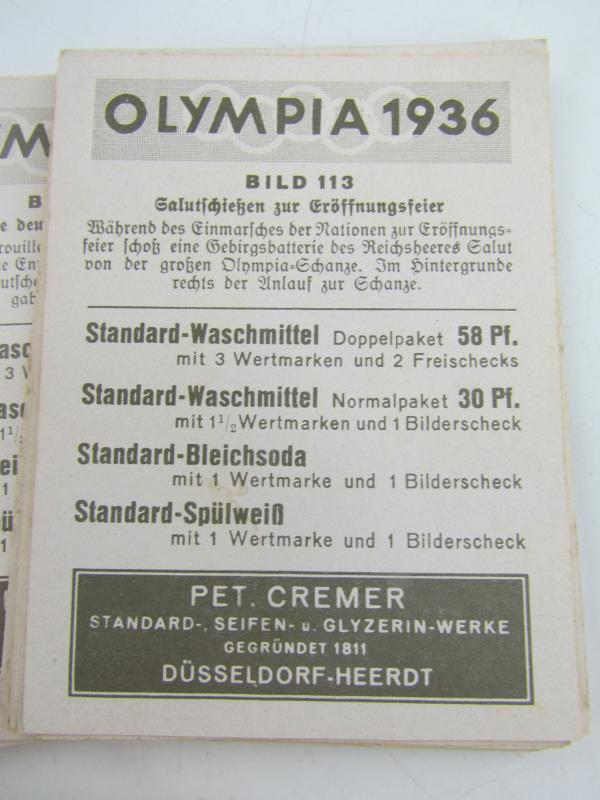 OLYMPIA 1936
BILD 113
Salutschießen zur Eröffnungsfeier
Während des Einmarsches der Nationen zur Eröffnungs-
feier schoß eine Gebirgsbatterie des Reichsheeres Salut
von der großen Olympia-Schanze. Im Hintergrunde
rechts der Anlauf zur Schanze.
Standard-Waschmittel Doppelpaket 58 Pf.
mit 3 Wertmarken und 2 Freischecks
Standard-Waschmittel Normalpaket 30 Pf.
mit 1 1/2 Wertmarken und 1 Bilderscheck
Standard-Bleichsoda
mit 1 Wertmarke und 1 Bilderscheck
Standard-Spülweiß
mit 1 Wertmarke und 1 Bilderscheck
PET. CREMER
STANDARD-, SEIFEN- u. GLYZERIN-WERKE
GEGRÜNDET 1811
DÜSSELDORF-HEERDT